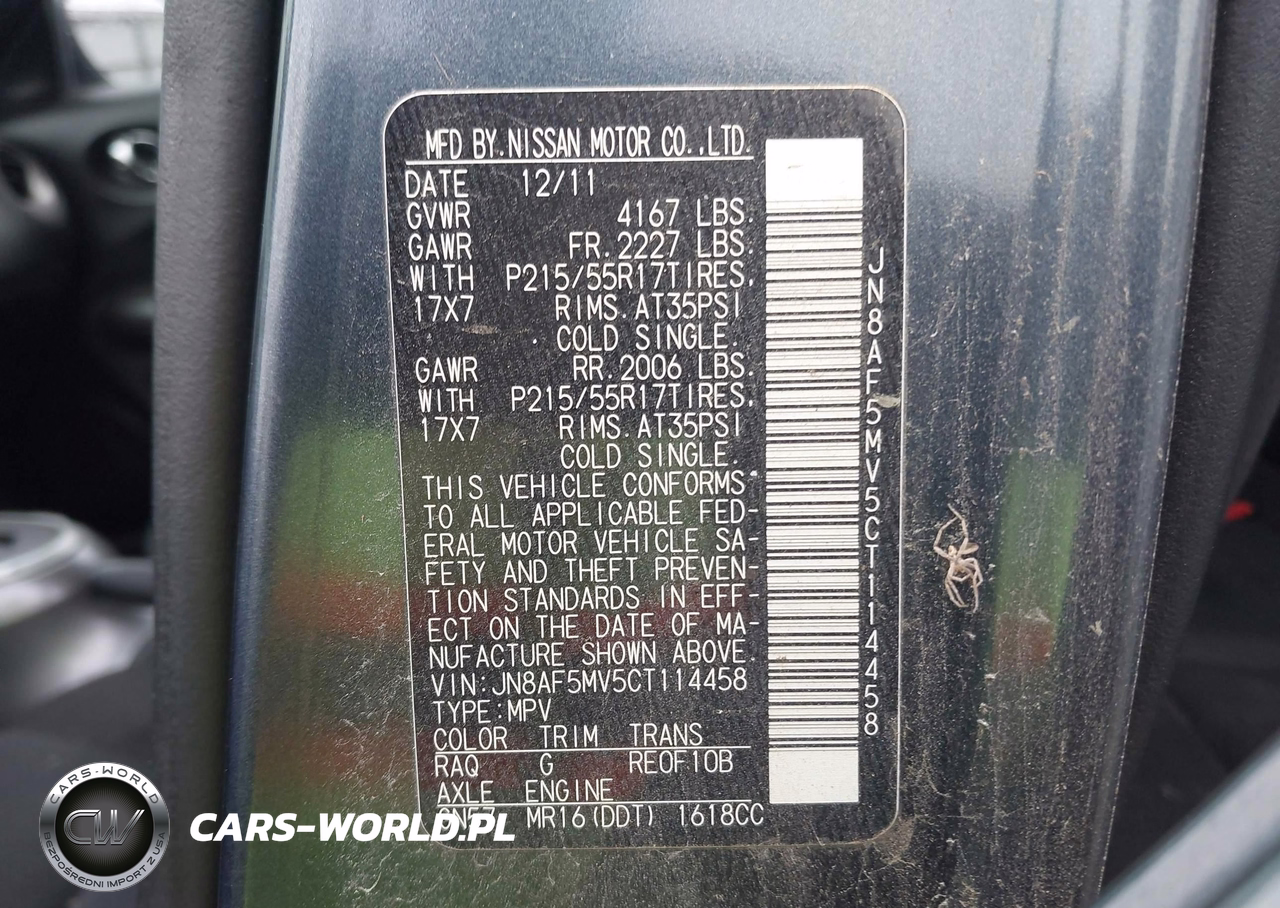 MFD BY.NISSAN MOTOR CO.,LTD.
DATE 12/11
GVWR 4167 LBS.
GAWR FR.2227 LBS.
WITH P215/55R17TIRES,
17X7 RIMS.AT35PSI
COLD SINGLE.
GAWR RR.2006 LBS.
WITH P215/55R17TIRES,
17X7 RIMS.AT35PSI
COLD SINGLE.
THIS VEHICLE CONFORMS
TO ALL APPLICABLE FED-
ERAL MOTOR VEHICLE SA-
FETY AND THEFT PREVEN-
TION STANDARDS IN EFF-
ECT ON THE DATE OF MA-
NUFACTURE SHOWN ABOVE.
VIN:JN8AF5MV5CT114458
TYPE:MPV
COLOR TRIM TRANS
RAQ G RE0F10B
AXLE ENGINE
MR16(DDT) 1618CC
JN8AF5MV5CT114458
CARS-WORLD
CW
BEZPOŚREDNI IMPORT Z USA
CARS-WORLD.PL